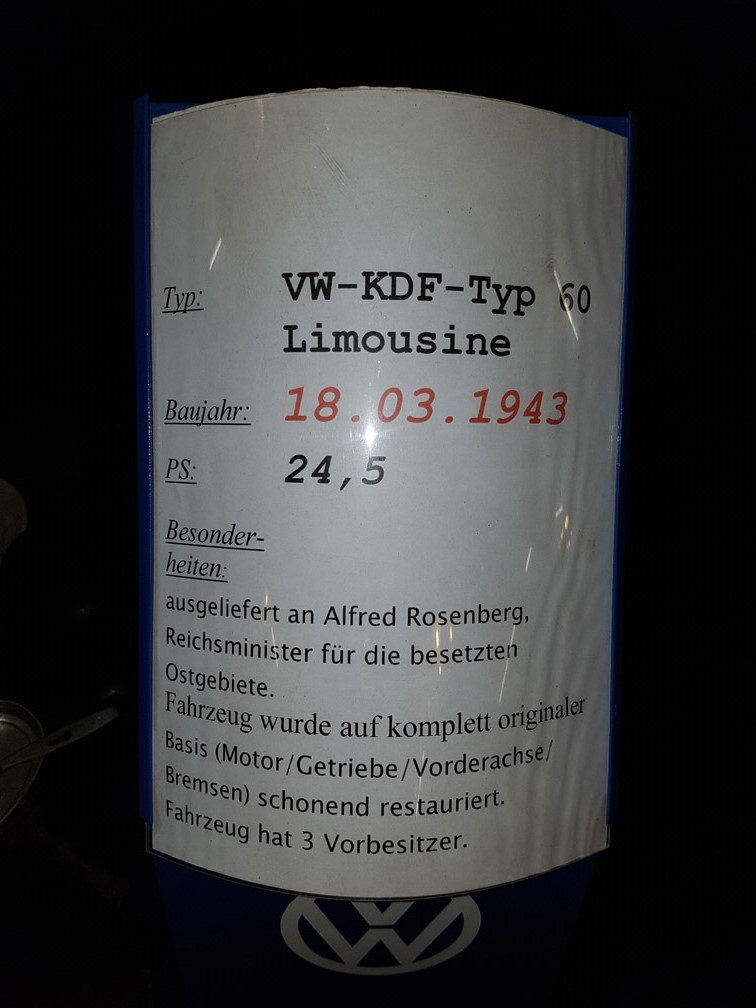 Typ: VW-KDF-Typ 60
Limousine
Baujahr: 18.03.1943
PS: 24,5
Besonder-
heiten:
ausgeliefert an Alfred Rosenberg,
Reichsminister für die besetzten
Ostgebiete.
Fahrzeug wurde auf komplett originaler
Basis (Motor/Getriebe/Vorderachse/
Bremsen) schonend restauriert.
Fahrzeug hat 3 Vorbesitzer.